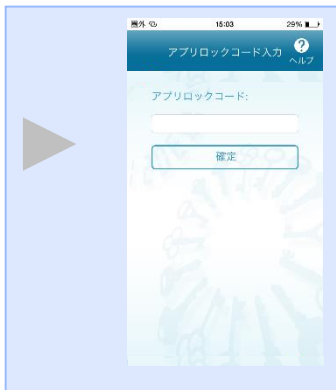 圏外 15:03 29%
アプリロックコード入力 ?
ヘルプ
アプリロックコード:
確定